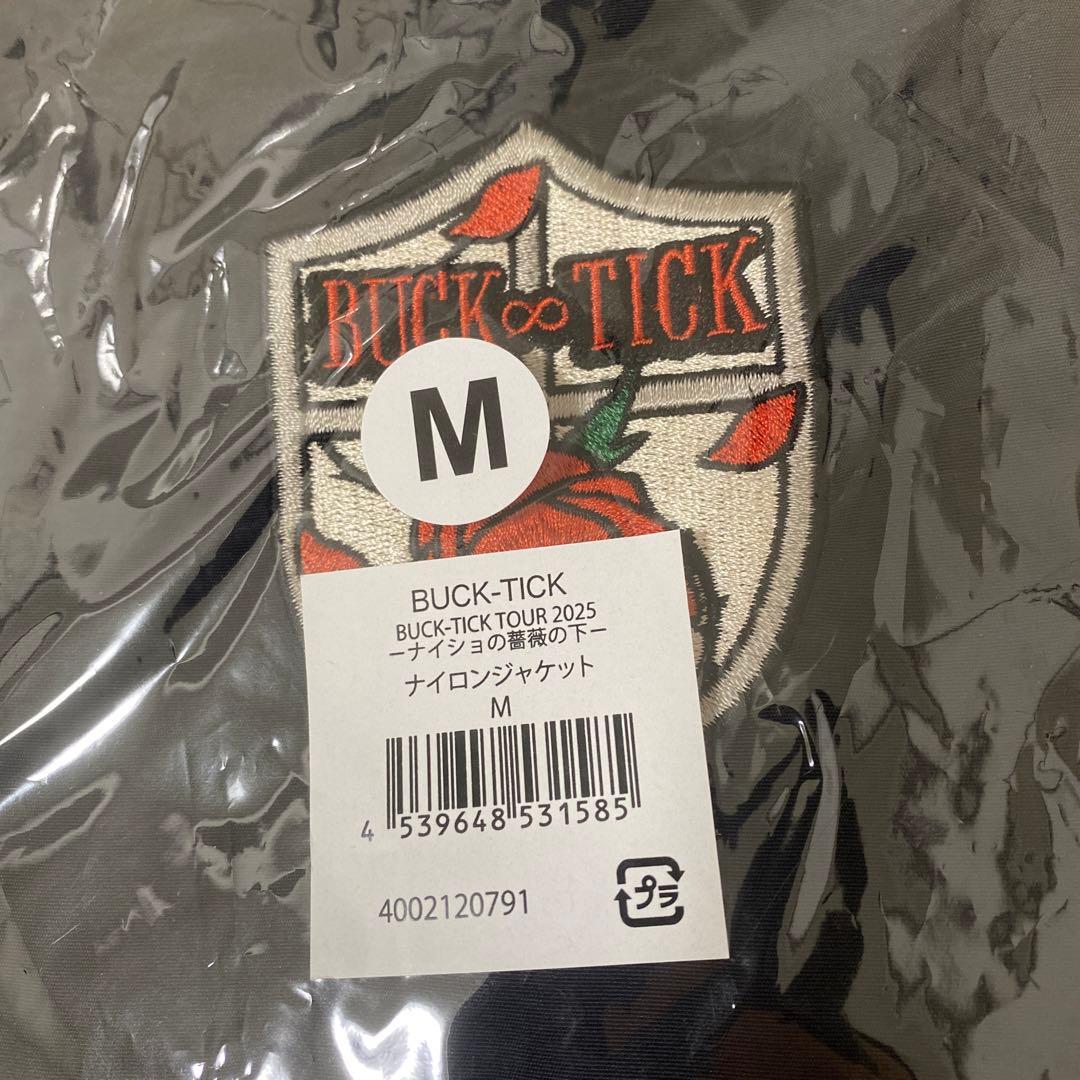 BUCK∞TICK
M
BUCK-TICK
BUCK-TICK TOUR 2025
ーナイショの薔薇の下ー
ナイロンジャケット
M
4 539648 531585
4002120791
プラ